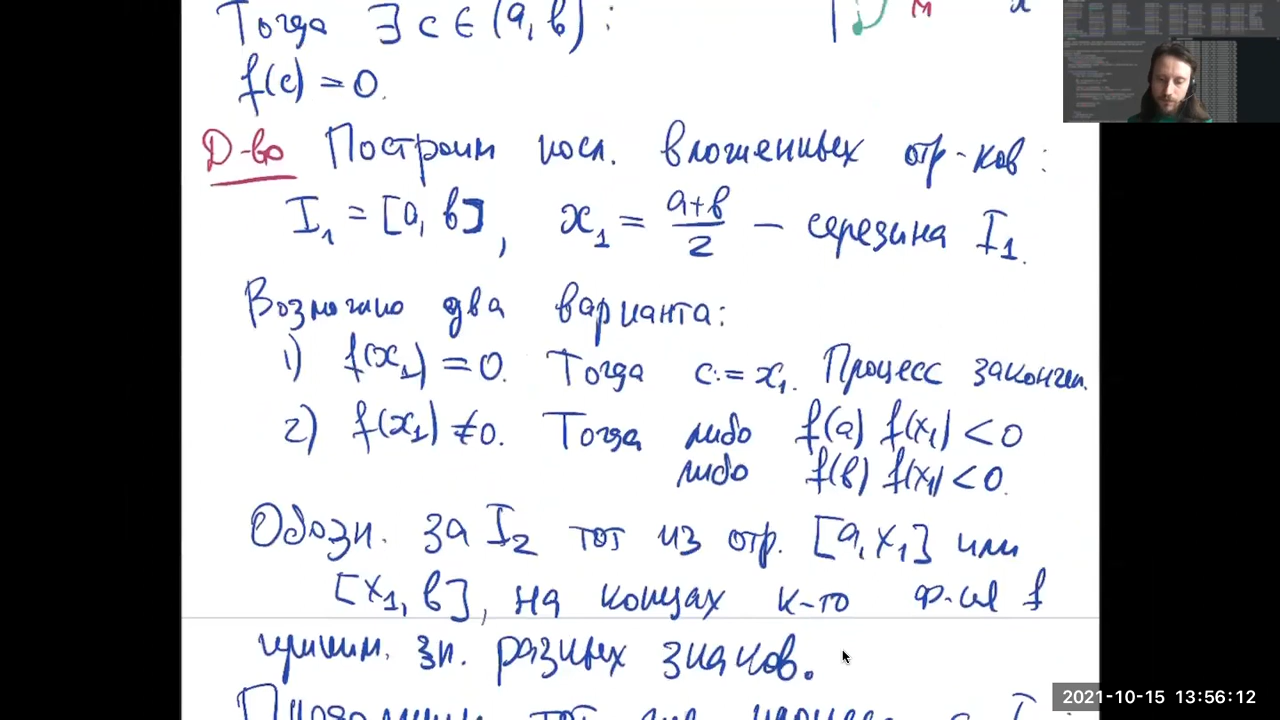 Тогда ∃ c ∈ (a, b):
M x
f(c) = 0.
Д-во Построим посл. вложенных отр-ков:
I₁ = [a, b], x₁ = (a+b)/2 — середина I₁.
Возможно два варианта:
1) f(x₁) = 0. Тогда c := x₁. Процесс закончен.
2) f(x₁) ≠ 0. Тогда либо f(a) f(x₁) < 0
либо f(b) f(x₁) < 0.
Обозн. за I₂ тот из отр. [a, x₁] или
[x₁, b], на концах к-го ф-ия f
приним. зн. разных знаков.
2021-10-15 13:56:12